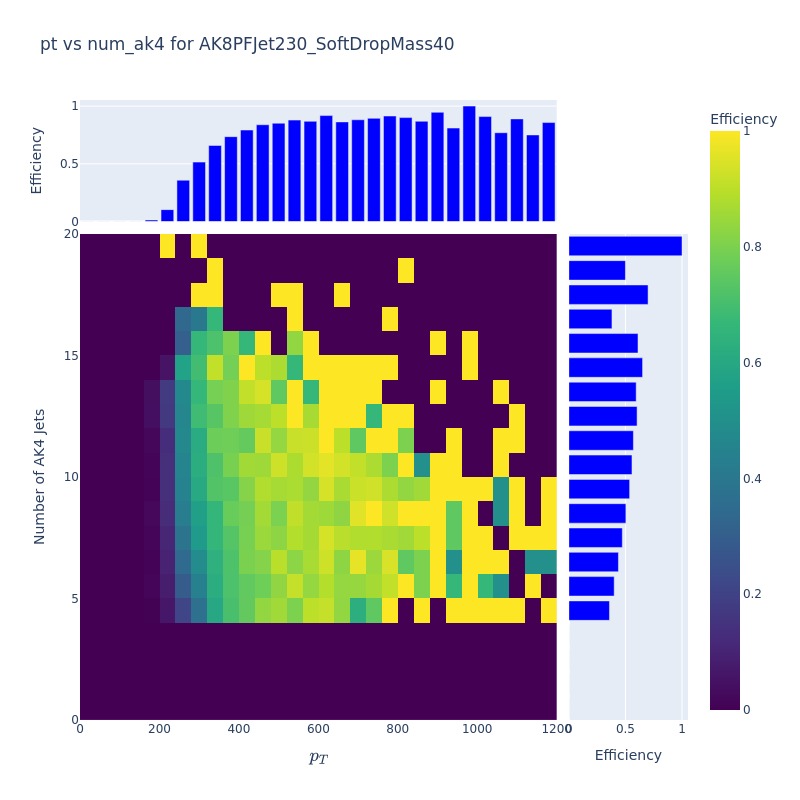 pt vs num_ak4 for AK8PFJet230_SoftDropMass40
Efficiency
1
0.5
0
Efficiency
1
0.8
0.6
0.4
0.2
0
Number of AK4 Jets
20
15
10
5
0
0 200 400 600 800 1000 1200
p_T
0 0.5 1
Efficiency